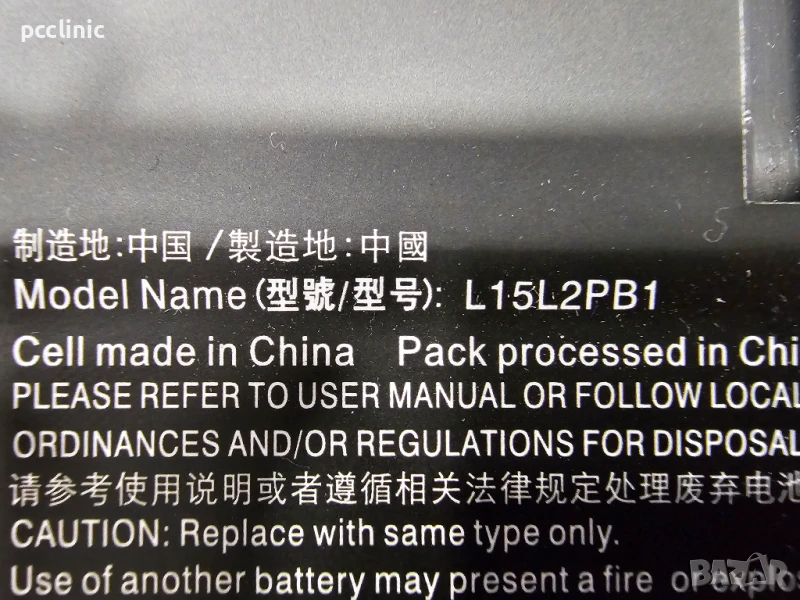 pcclinic
制造地:中国 /製造地:中國
Model Name(型號/型号): L15L2PB1
Cell made in China Pack processed in Chi
PLEASE REFER TO USER MANUAL OR FOLLOW LOCAL
ORDINANCES AND/OR REGULATIONS FOR DISPOSAL
请参考使用说明或者遵循相关法律规定处理废弃电池
CAUTION: Replace with same type only.
Use of another battery may present a fire or explos
BAZAR